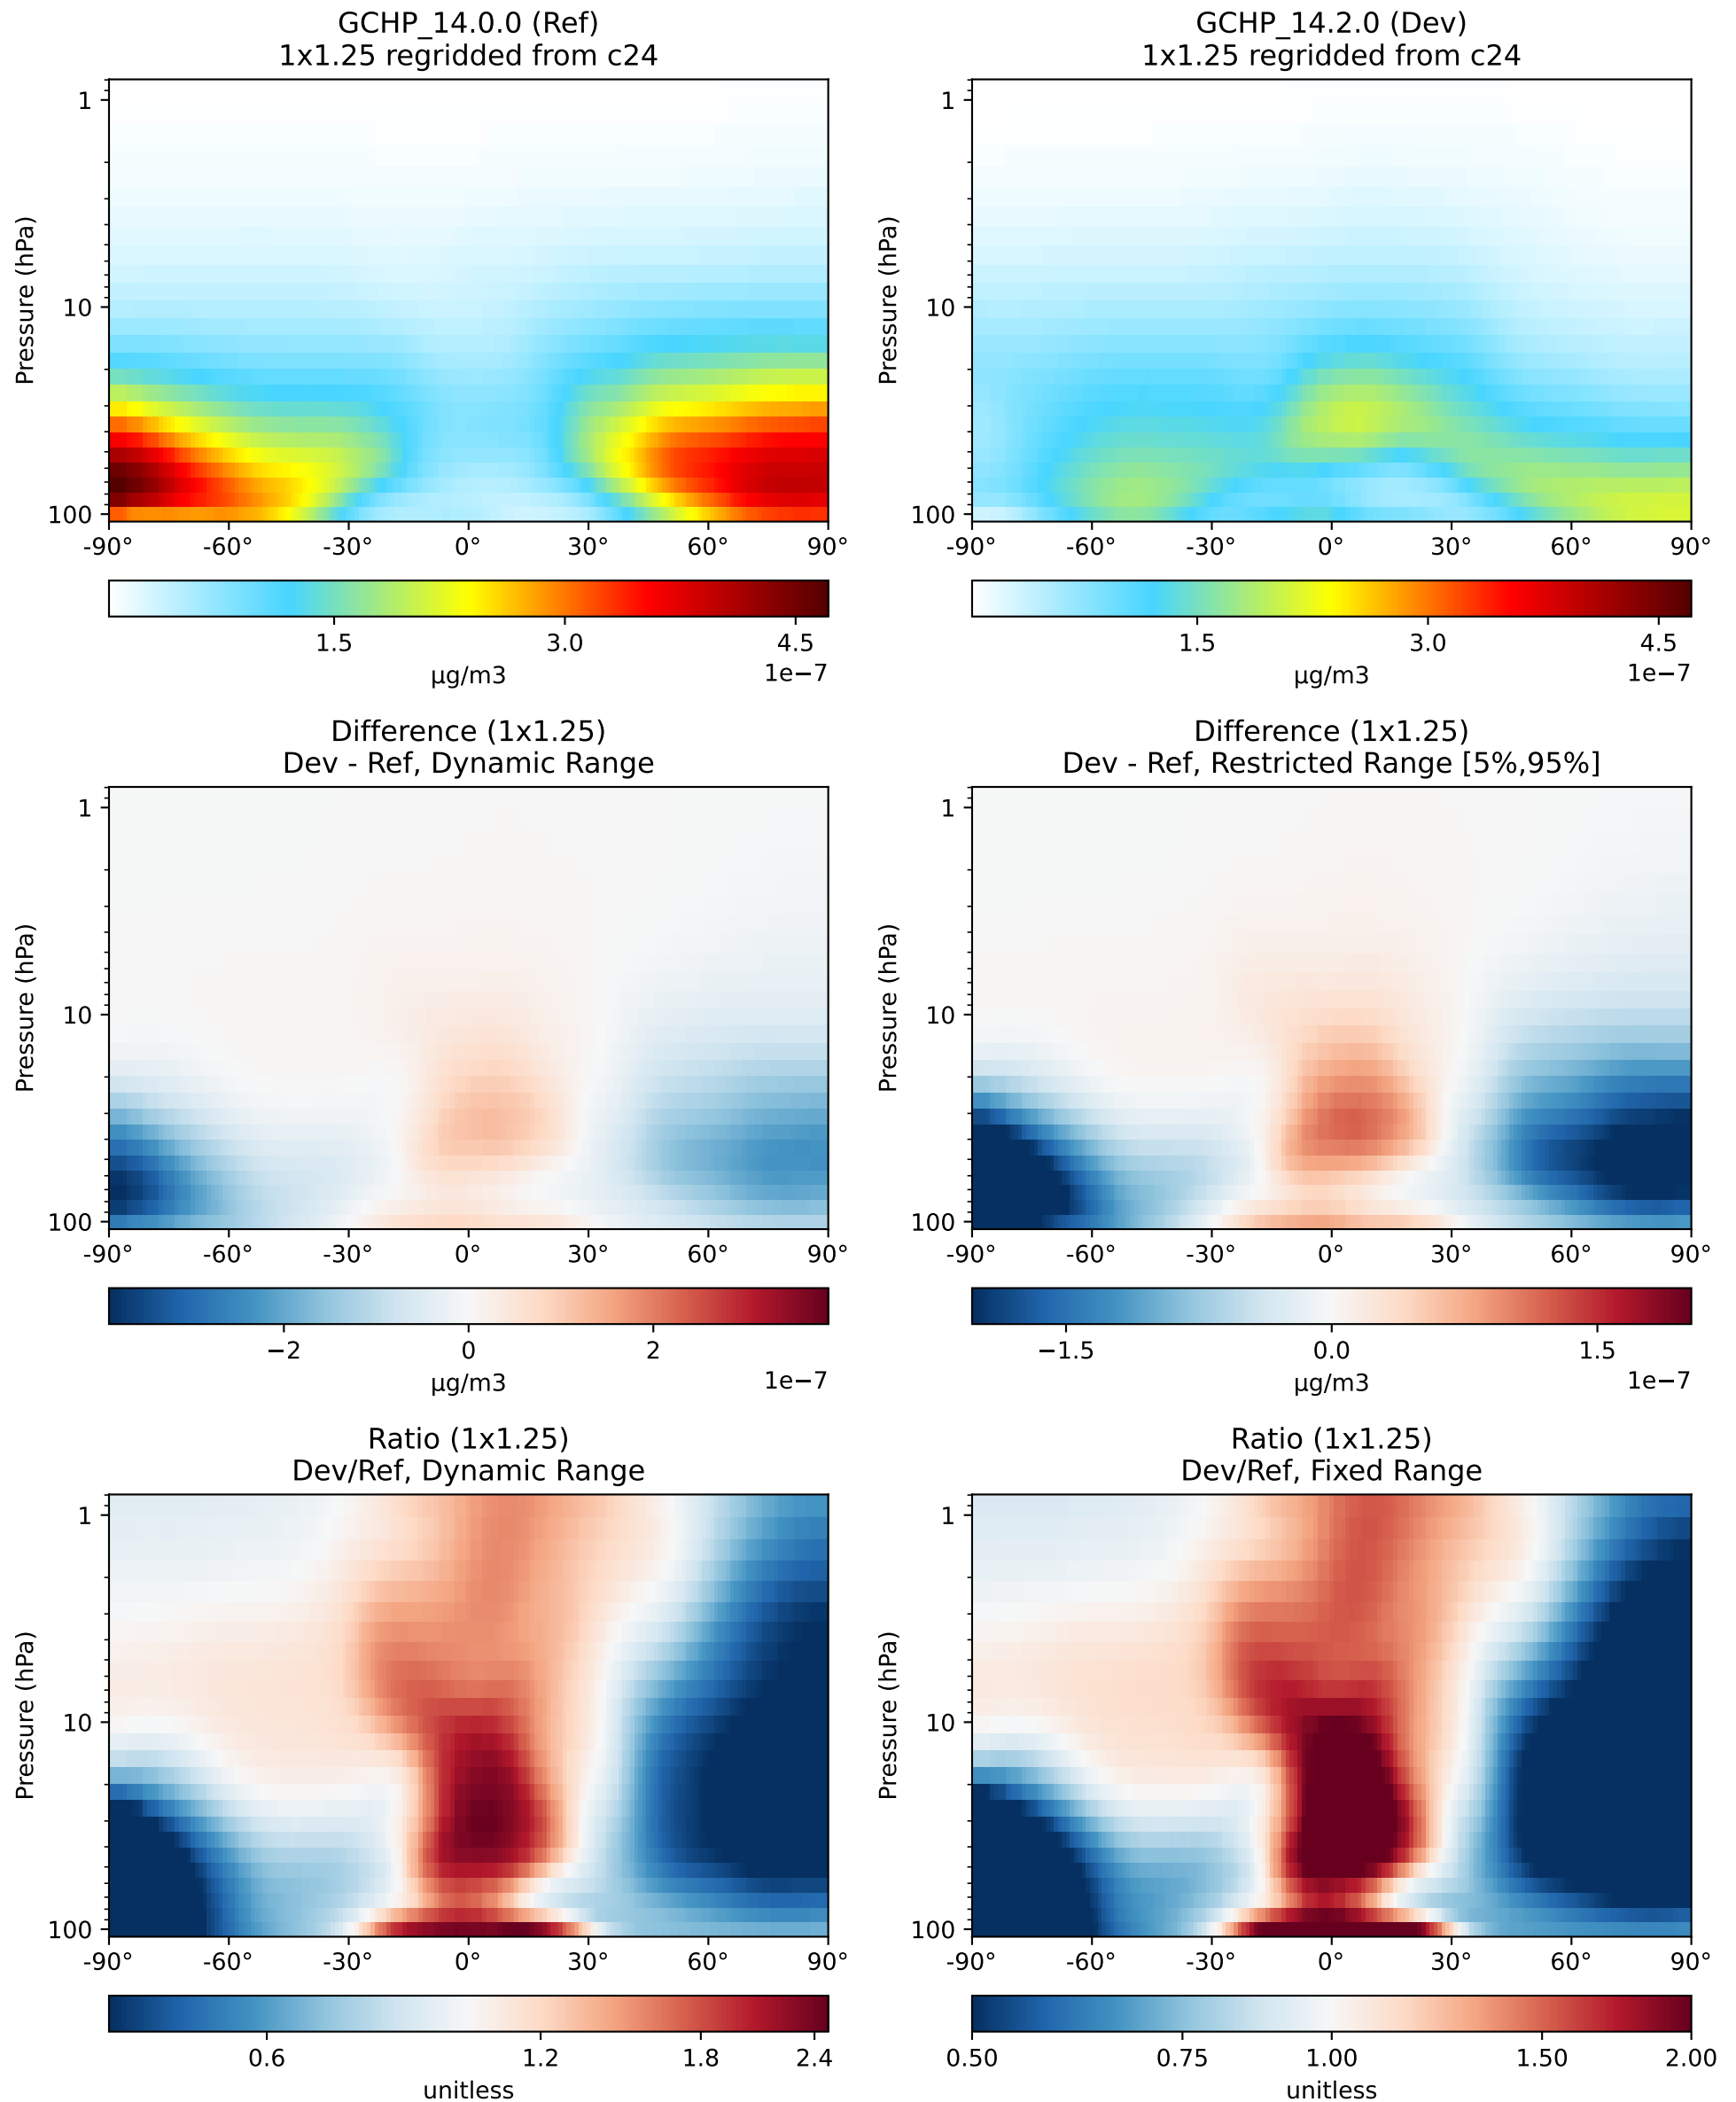 GCHP_14.0.0 (Ref)
1x1.25 regridded from c24
Pressure (hPa)
1
10
100
-90° -60° -30° 0° 30° 60° 90°
1.5 3.0 4.5
µg/m3
1e−7
GCHP_14.2.0 (Dev)
1x1.25 regridded from c24
Pressure (hPa)
1
10
100
-90° -60° -30° 0° 30° 60° 90°
1.5 3.0 4.5
µg/m3
1e−7
Difference (1x1.25)
Dev - Ref, Dynamic Range
Pressure (hPa)
1
10
100
-90° -60° -30° 0° 30° 60° 90°
−2 0 2
µg/m3
1e−7
Difference (1x1.25)
Dev - Ref, Restricted Range [5%,95%]
Pressure (hPa)
1
10
100
-90° -60° -30° 0° 30° 60° 90°
−1.5 0.0 1.5
µg/m3
1e−7
Ratio (1x1.25)
Dev/Ref, Dynamic Range
Pressure (hPa)
1
10
100
-90° -60° -30° 0° 30° 60° 90°
0.6 1.2 1.8 2.4
unitless
Ratio (1x1.25)
Dev/Ref, Fixed Range
Pressure (hPa)
1
10
100
-90° -60° -30° 0° 30° 60° 90°
0.50 0.75 1.00 1.50 2.00
unitless